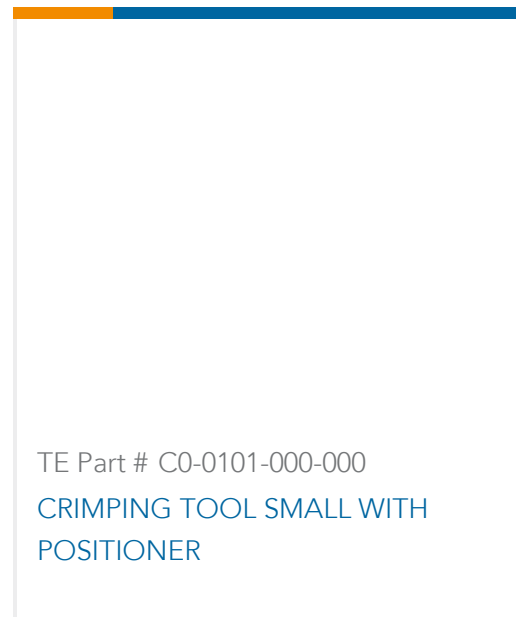 TE Part # C0-0101-000-000
CRIMPING TOOL SMALL WITH
POSITIONER